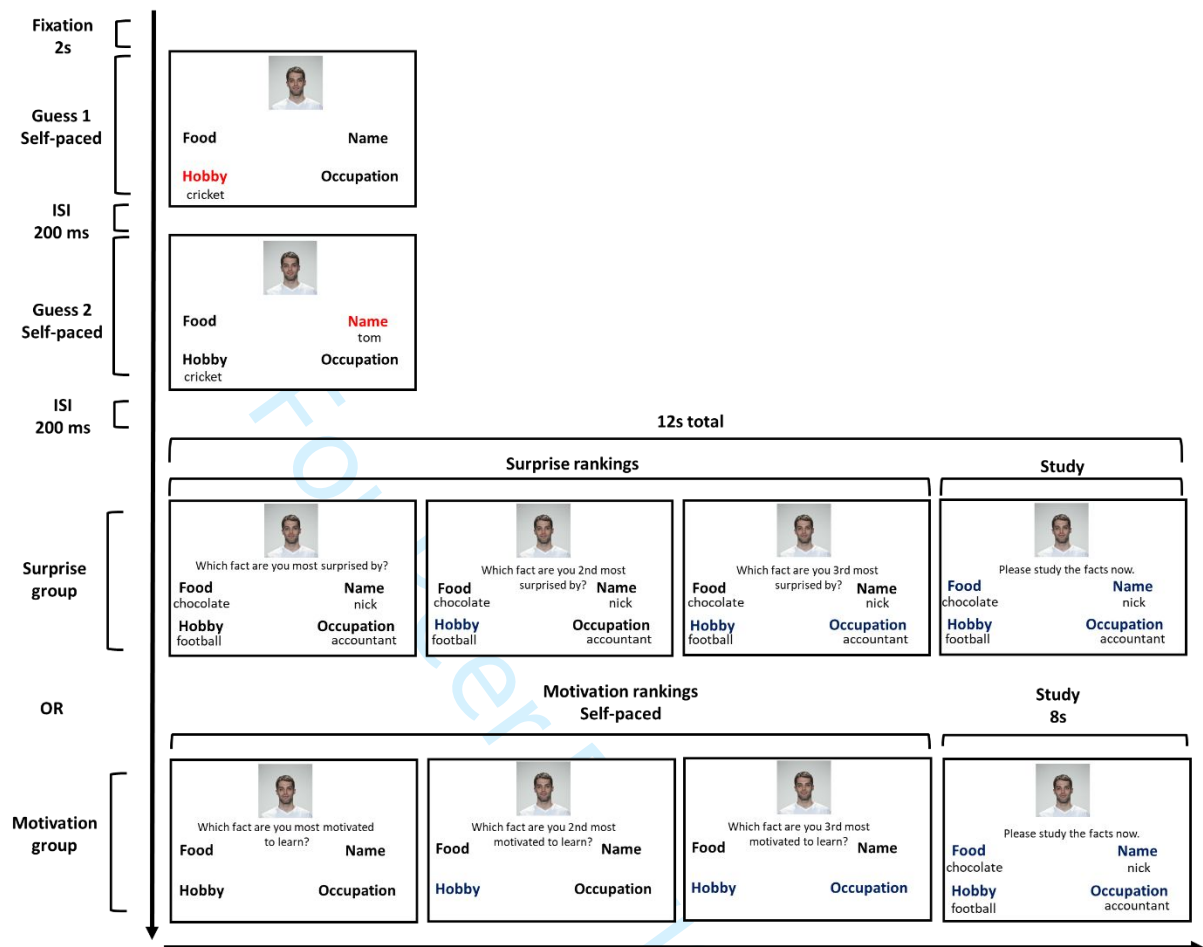 Fixation
2s
Guess 1
Self-paced
Food Name
Hobby Occupation
cricket
ISI
200 ms
Guess 2
Self-paced
Food Name
tom
Hobby Occupation
cricket
ISI
200 ms
12s total
Surprise rankings Study
Surprise
group
Which fact are you most surprised by?
Food Name
chocolate nick
Hobby Occupation
football accountant
Which fact are you 2nd most
surprised by?
Food Name
chocolate nick
Hobby Occupation
football accountant
Which fact are you 3rd most
surprised by?
Food Name
chocolate nick
Hobby Occupation
football accountant
Please study the facts now.
Food Name
chocolate nick
Hobby Occupation
football accountant
OR
Motivation rankings
Self-paced
Study
8s
Motivation
group
Which fact are you most motivated
to learn?
Food Name
Hobby Occupation
Which fact are you 2nd most
motivated to learn?
Food Name
Hobby Occupation
Which fact are you 3rd most
motivated to learn?
Food Name
Hobby Occupation
Please study the facts now.
Food Name
chocolate nick
Hobby Occupation
football accountant